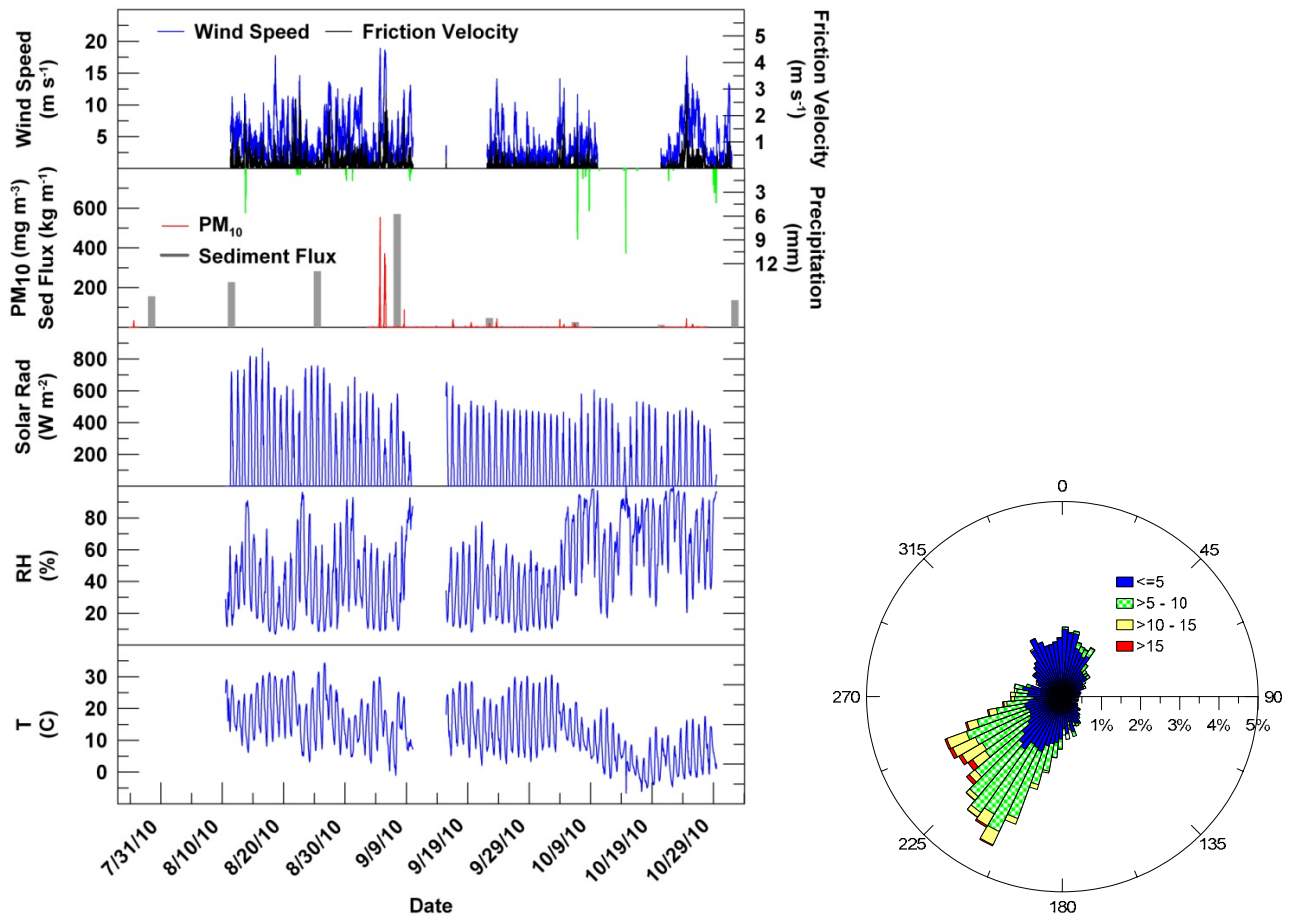 Wind Speed
(m s-1)
20
15
10
5
Wind Speed
Friction Velocity
5
4
3
2
1
Friction Velocity
(m s-1)
PM10 (mg m-3)
Sed Flux (kg m-1)
600
400
200
PM10
Sediment Flux
3
6
9
12
Precipitation
(mm)
Solar Rad
(W m-2)
800
600
400
200
RH
(%)
80
60
40
20
T
(C)
30
20
10
0
7/31/10
8/10/10
8/20/10
8/30/10
9/9/10
9/19/10
9/29/10
10/9/10
10/19/10
10/29/10
Date
0
45
90
135
180
225
270
315
<=5
>5 - 10
>10 - 15
>15
1%
2%
3%
4%
5%